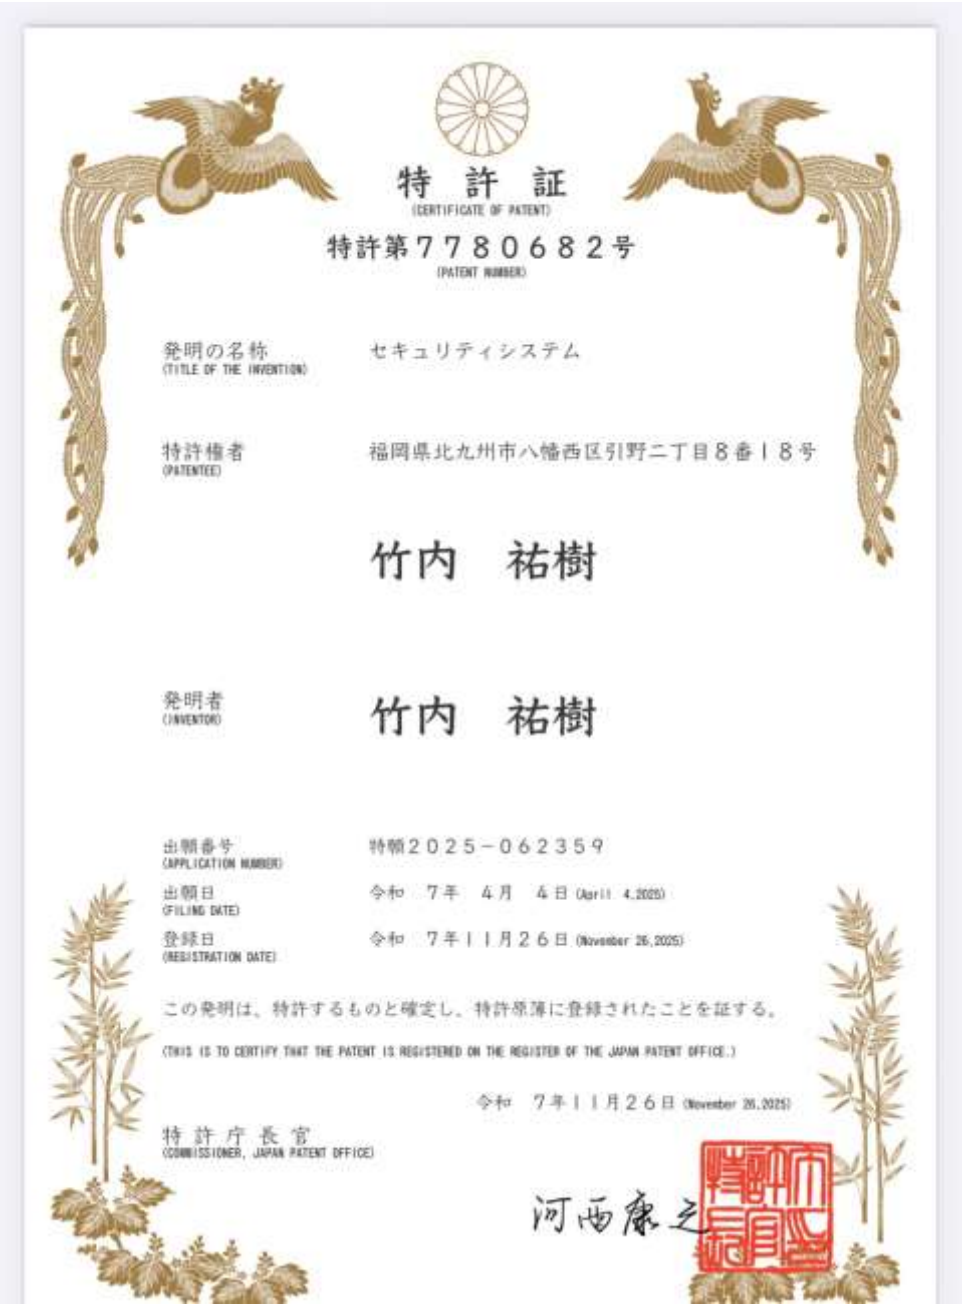 特許証
(CERTIFICATE OF PATENT)
特許第7780682号
(PATENT NUMBER)
発明の名称 セキュリティシステム
(TITLE OF THE INVENTION)
特許権者 福岡県北九州市八幡西区引野二丁目8番18号
(PATENTEE)
竹内 祐樹
発明者 竹内 祐樹
(INVENTOR)
出願番号 特願2025-062359
(APPLICATION NUMBER)
出願日 令和 7年 4月 4日(April 4,2025)
(FILING DATE)
登録日 令和 7年11月26日(November 26,2025)
(REGISTRATION DATE)
この発明は、特許するものと確定し、特許原簿に登録されたことを証する。
(THIS IS TO CERTIFY THAT THE PATENT IS REGISTERED ON THE REGISTER OF THE JAPAN PATENT OFFICE.)
令和 7年11月26日(November 26,2025)
特許庁長官
(COMMISSIONER, JAPAN PATENT OFFICE)
河西康之
特許庁長官之印